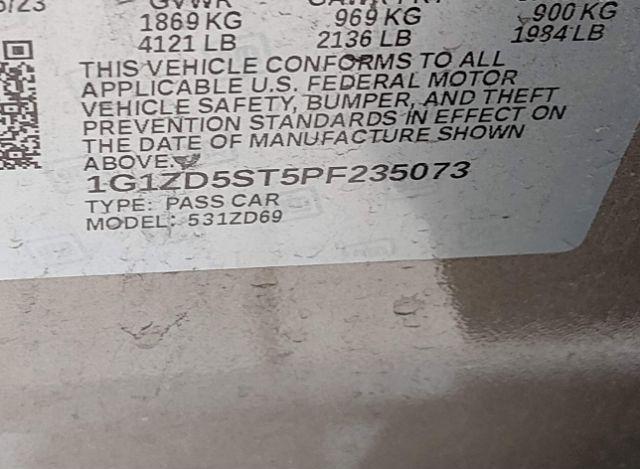 /23 GVWR
1869 KG 969 KG 900 KG
4121 LB 2136 LB 1984 LB
THIS VEHICLE CONFORMS TO ALL
APPLICABLE U.S. FEDERAL MOTOR
VEHICLE SAFETY, BUMPER, AND THEFT
PREVENTION STANDARDS IN EFFECT ON
THE DATE OF MANUFACTURE SHOWN
ABOVE.
1G1ZD5ST5PF235073
TYPE: PASS CAR
MODEL: 531ZD69